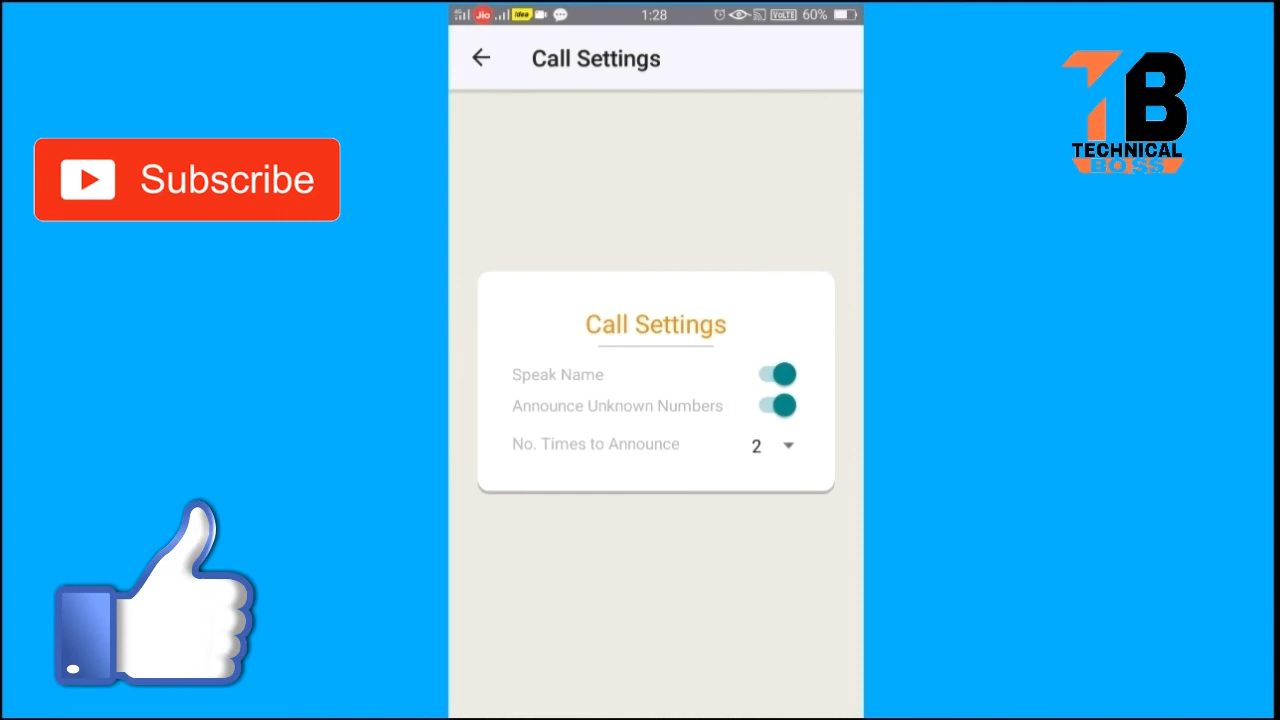 Jio idea 1:28 VoLTE 60%
Call Settings
Subscribe
TECHNICAL
BOSS
Call Settings
Speak Name
Announce Unknown Numbers
No. Times to Announce 2